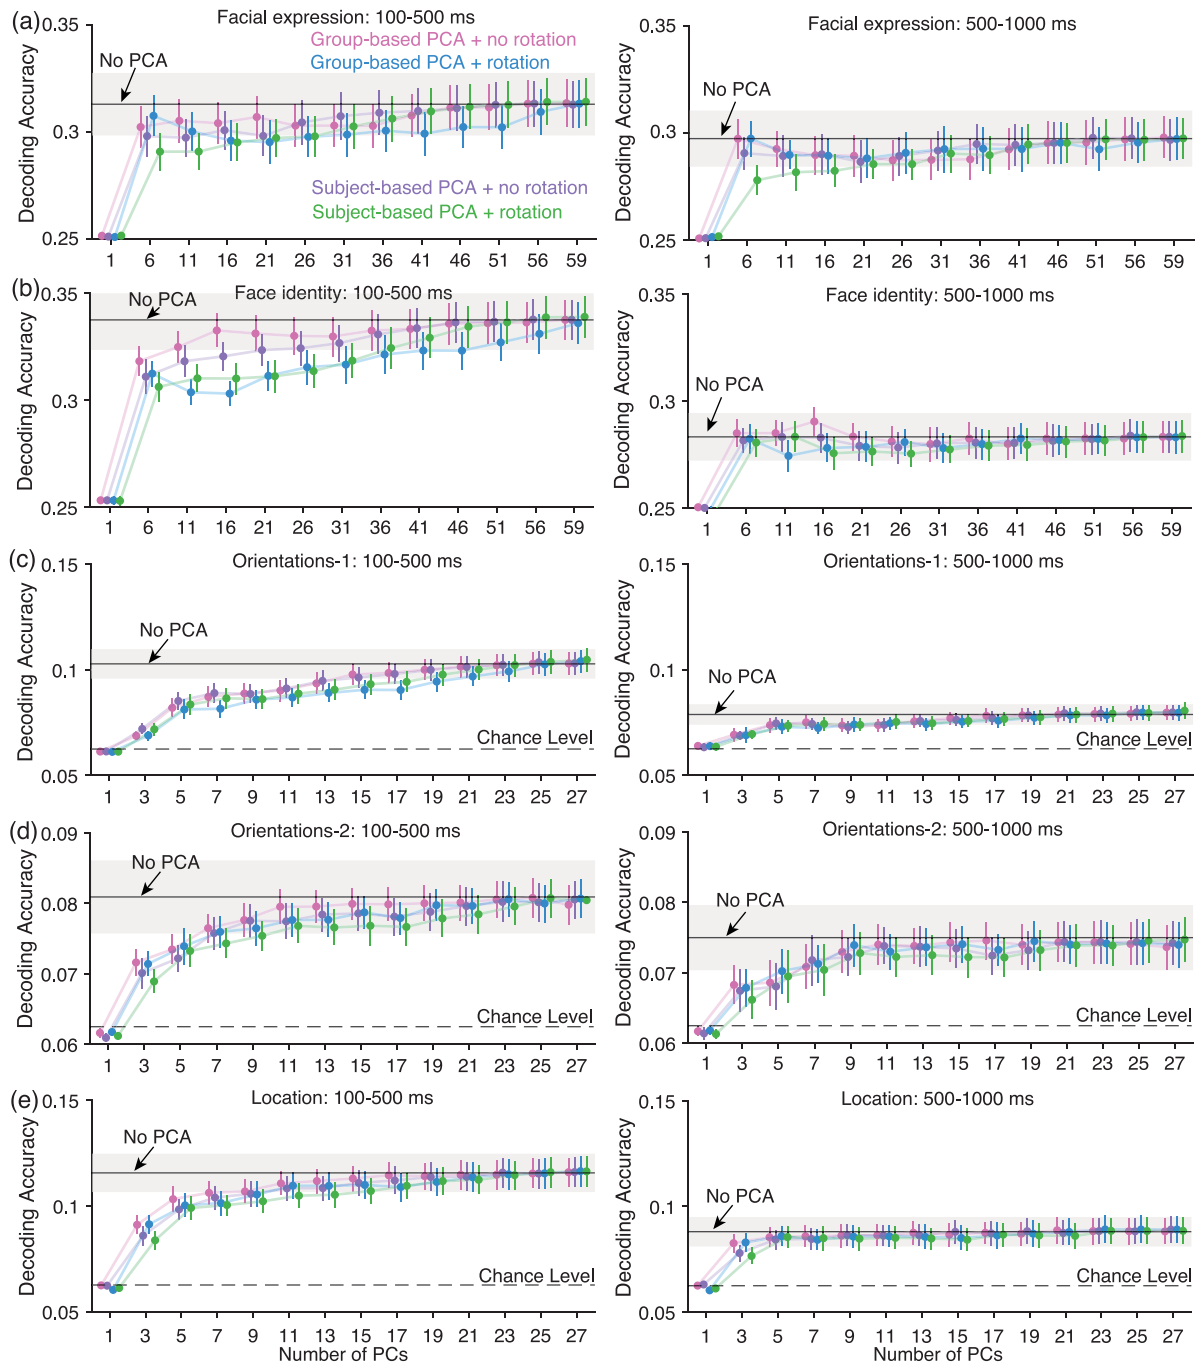 (a)
Facial expression: 100-500 ms
Decoding Accuracy
0.35
0.3
0.25
No PCA
Group-based PCA + no rotation
Group-based PCA + rotation
Subject-based PCA + no rotation
Subject-based PCA + rotation
1 6 11 16 21 26 31 36 41 46 51 56 59
Facial expression: 500-1000 ms
Decoding Accuracy
0.35
0.3
0.25
No PCA
1 6 11 16 21 26 31 36 41 46 51 56 59
(b)
Face identity: 100-500 ms
Decoding Accuracy
0.35
0.3
0.25
No PCA
1 6 11 16 21 26 31 36 41 46 51 56 59
Face identity: 500-1000 ms
Decoding Accuracy
0.35
0.3
0.25
No PCA
1 6 11 16 21 26 31 36 41 46 51 56 59
(c)
Orientations-1: 100-500 ms
Decoding Accuracy
0.15
0.1
0.05
No PCA
Chance Level
1 3 5 7 9 11 13 15 17 19 21 23 25 27
Orientations-1: 500-1000 ms
Decoding Accuracy
0.15
0.1
0.05
No PCA
Chance Level
1 3 5 7 9 11 13 15 17 19 21 23 25 27
(d)
Orientations-2: 100-500 ms
Decoding Accuracy
0.09
0.08
0.07
0.06
No PCA
Chance Level
1 3 5 7 9 11 13 15 17 19 21 23 25 27
Orientations-2: 500-1000 ms
Decoding Accuracy
0.09
0.08
0.07
0.06
No PCA
Chance Level
1 3 5 7 9 11 13 15 17 19 21 23 25 27
(e)
Location: 100-500 ms
Decoding Accuracy
0.15
0.1
0.05
No PCA
Chance Level
1 3 5 7 9 11 13 15 17 19 21 23 25 27
Number of PCs
Location: 500-1000 ms
Decoding Accuracy
0.15
0.1
0.05
No PCA
Chance Level
1 3 5 7 9 11 13 15 17 19 21 23 25 27
Number of PCs